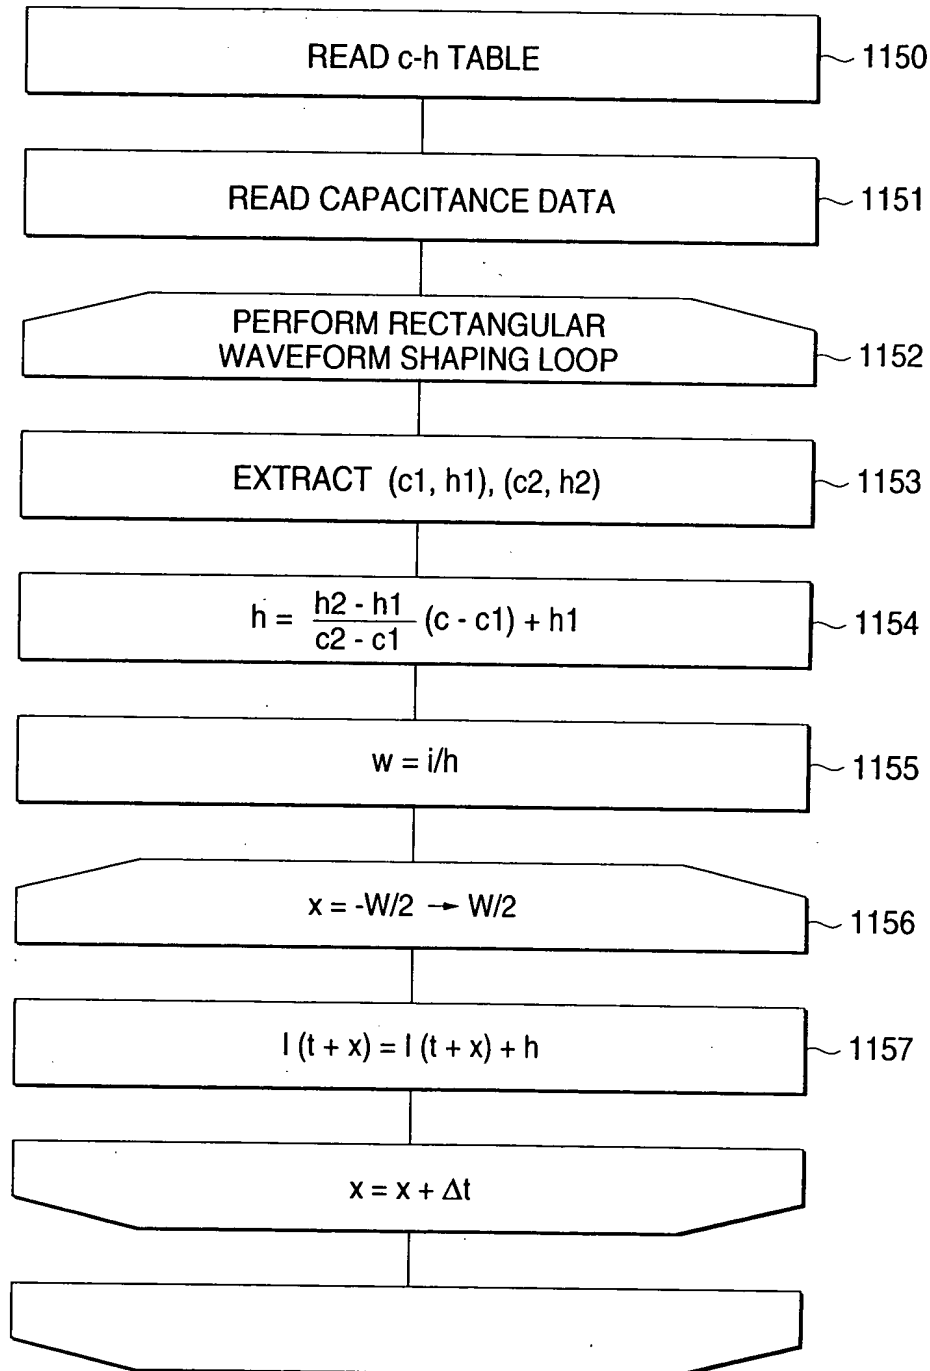 READ c-h TABLE
1150
READ CAPACITANCE DATA
1151
PERFORM RECTANGULAR
WAVEFORM SHAPING LOOP
1152
EXTRACT (c1, h1), (c2, h2)
1153
h = h2 - h1 / c2 - c1 (c - c1) + h1
1154
w = i/h
1155
x = -W/2 → W/2
1156
I (t + x) = I (t + x) + h
1157
x = x + Δt